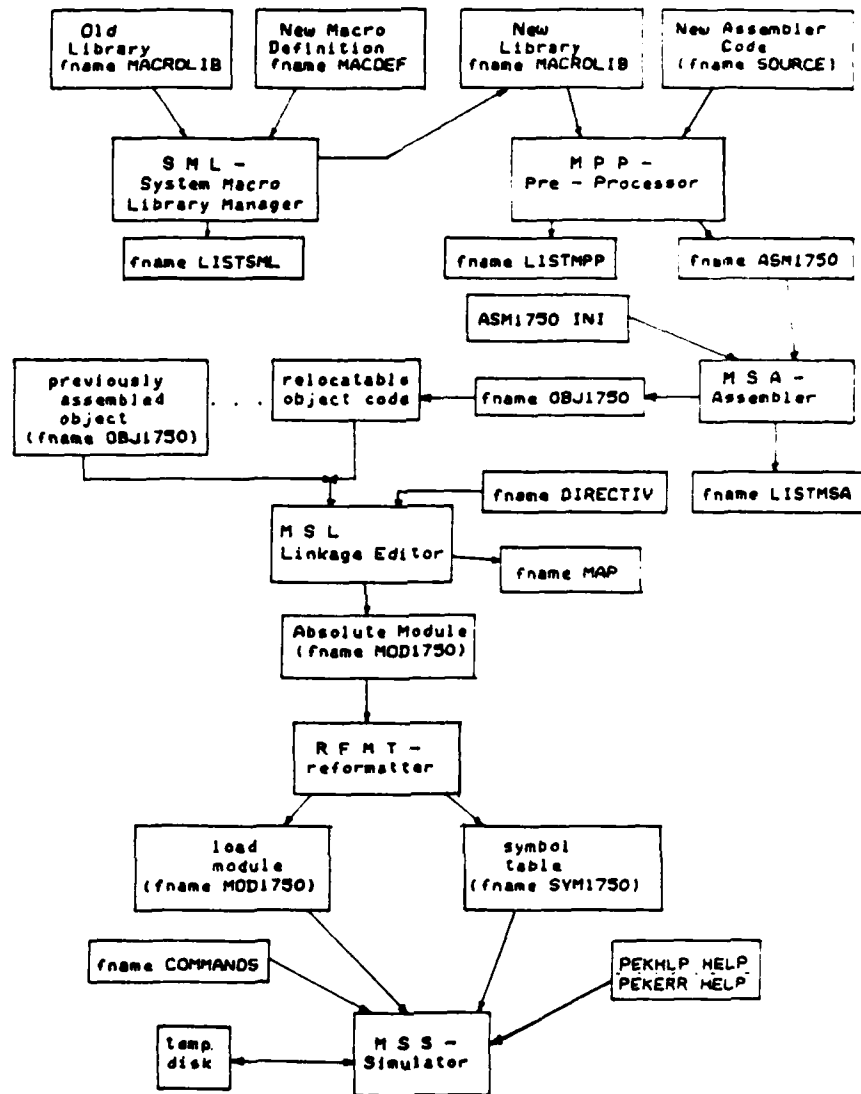 Old
Library
fname MACROLIB
New Macro
Definition
fname MACDEF
New
Library
fname MACROLIB
New Assembler
Code
(fname SOURCE)
S M L -
System Macro
Library Manager
M P P -
Pre - Processor
fname LISTSML
fname LISTMPP
fname ASM1750
ASM1750 INI
previously
assembled
object
(fname OBJ1750)
. . .
relocatable
object code
fname OBJ1750
M S A -
Assembler
fname DIRECTIV
fname LISTMSA
M S L
Linkage Editor
fname MAP
Absolute Module
(fname MOD1750)
R F M T -
reformatter
load
module
(fname MOD1750)
symbol
table
(fname SYM1750)
fname COMMANDS
PEKHLP HELP
PEKERR HELP
temp.
disk
M S S -
Simulator